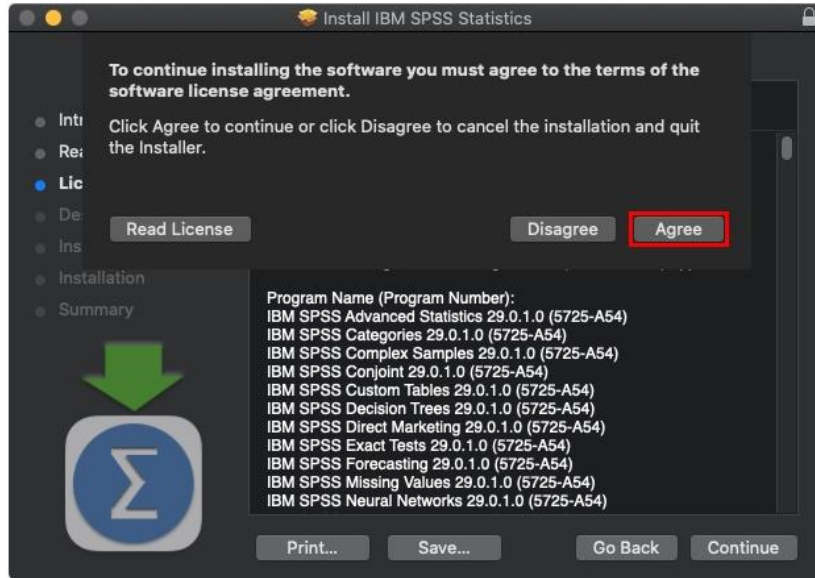 Install IBM SPSS Statistics
To continue installing the software you must agree to the terms of the
software license agreement.
Click Agree to continue or click Disagree to cancel the installation and quit
the Installer.
Read License
Disagree
Agree
Installation
Summary
Program Name (Program Number):
IBM SPSS Advanced Statistics 29.0.1.0 (5725-A54)
IBM SPSS Categories 29.0.1.0 (5725-A54)
IBM SPSS Complex Samples 29.0.1.0 (5725-A54)
IBM SPSS Conjoint 29.0.1.0 (5725-A54)
IBM SPSS Custom Tables 29.0.1.0 (5725-A54)
IBM SPSS Decision Trees 29.0.1.0 (5725-A54)
IBM SPSS Direct Marketing 29.0.1.0 (5725-A54)
IBM SPSS Exact Tests 29.0.1.0 (5725-A54)
IBM SPSS Forecasting 29.0.1.0 (5725-A54)
IBM SPSS Missing Values 29.0.1.0 (5725-A54)
IBM SPSS Neural Networks 29.0.1.0 (5725-A54)
Σ
Print...
Save...
Go Back
Continue